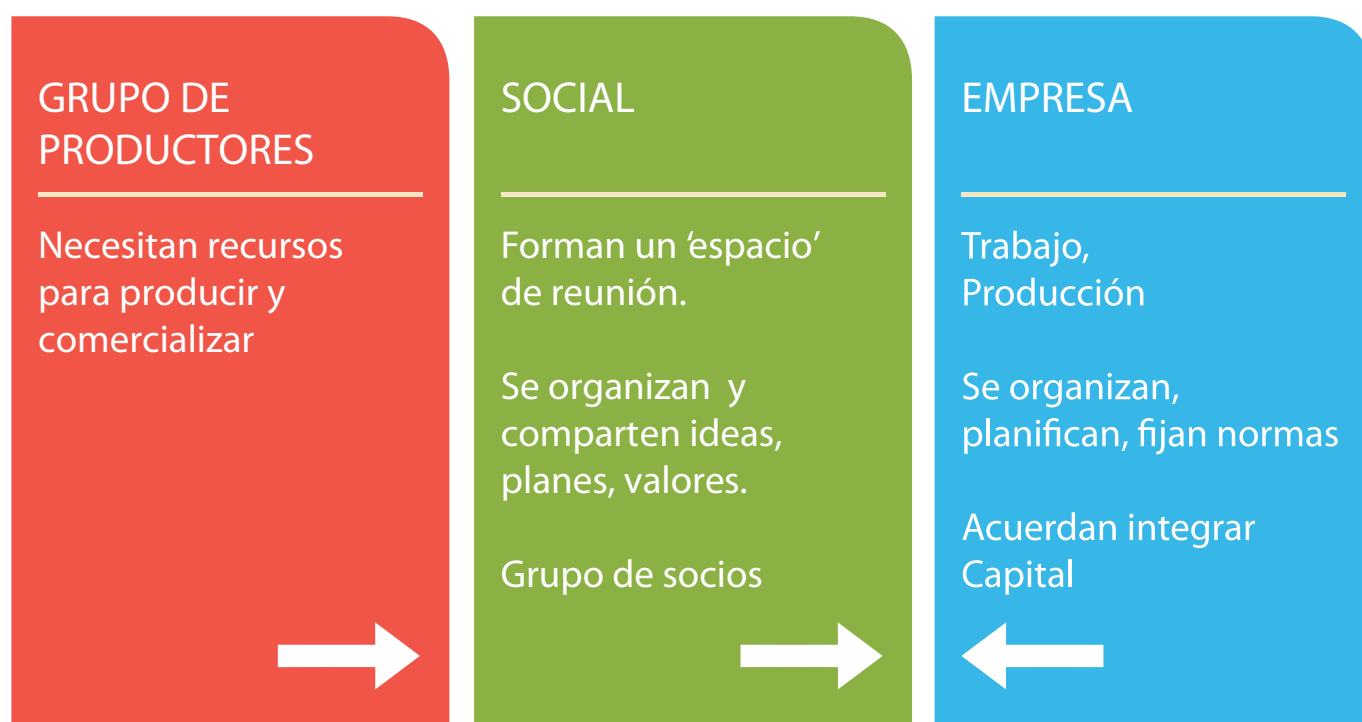 GRUPO DE
PRODUCTORES
Necesitan recursos
para producir y
comercializar
SOCIAL
Forman un ‘espacio’
de reunión.
Se organizan  y
comparten ideas,
planes, valores.
Grupo de socios
EMPRESA
Trabajo,
Producción
Se organizan,
planifican, fijan normas
Acuerdan integrar
Capital